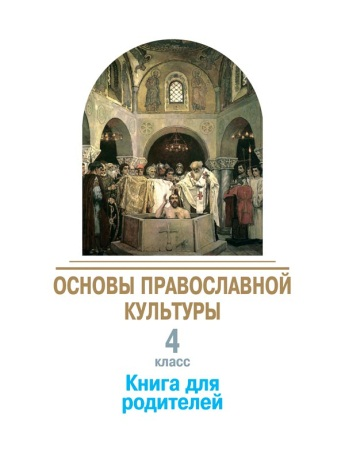 ОСНОВЫ ПРАВОСЛАВНОЙ
КУЛЬТУРЫ
4
класс
Книга для
родителей